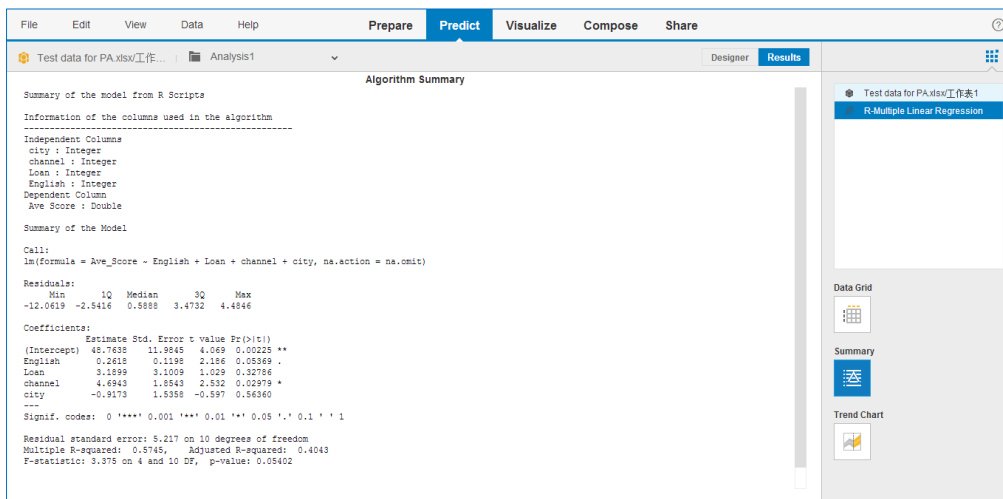 File Edit View Data Help Prepare Predict Visualize Compose Share ?
Test data for PA.xlsx/工作... Analysis1 Designer Results
Algorithm Summary
Summary of the model from R Scripts
Information of the columns used in the algorithm
----------------------------------------------------
Independent Columns
city : Integer
channel : Integer
Loan : Integer
English : Integer
Dependent Column
Ave Score : Double
Summary of the Model
Call:
lm(formula = Ave_Score ~ English + Loan + channel + city, na.action = na.omit)
Residuals:
Min 1Q Median 3Q Max
-12.0619 -2.5416 0.5888 3.4732 4.4846
Coefficients:
Estimate Std. Error t value Pr(>|t|)
(Intercept) 48.7638 11.9845 4.069 0.00225 **
English 0.2618 0.1198 2.186 0.05369 .
Loan 3.1899 3.1009 1.029 0.32786
channel 4.6943 1.8543 2.532 0.02979 *
city -0.9173 1.5358 -0.597 0.56360
---
Signif. codes: 0 '***' 0.001 '**' 0.01 '*' 0.05 '.' 0.1 ' ' 1
Residual standard error: 5.217 on 10 degrees of freedom
Multiple R-squared: 0.5745, Adjusted R-squared: 0.4043
F-statistic: 3.375 on 4 and 10 DF, p-value: 0.05402
Test data for PA.xlsx/工作表1
R-Multiple Linear Regression
Data Grid
Summary
Trend Chart